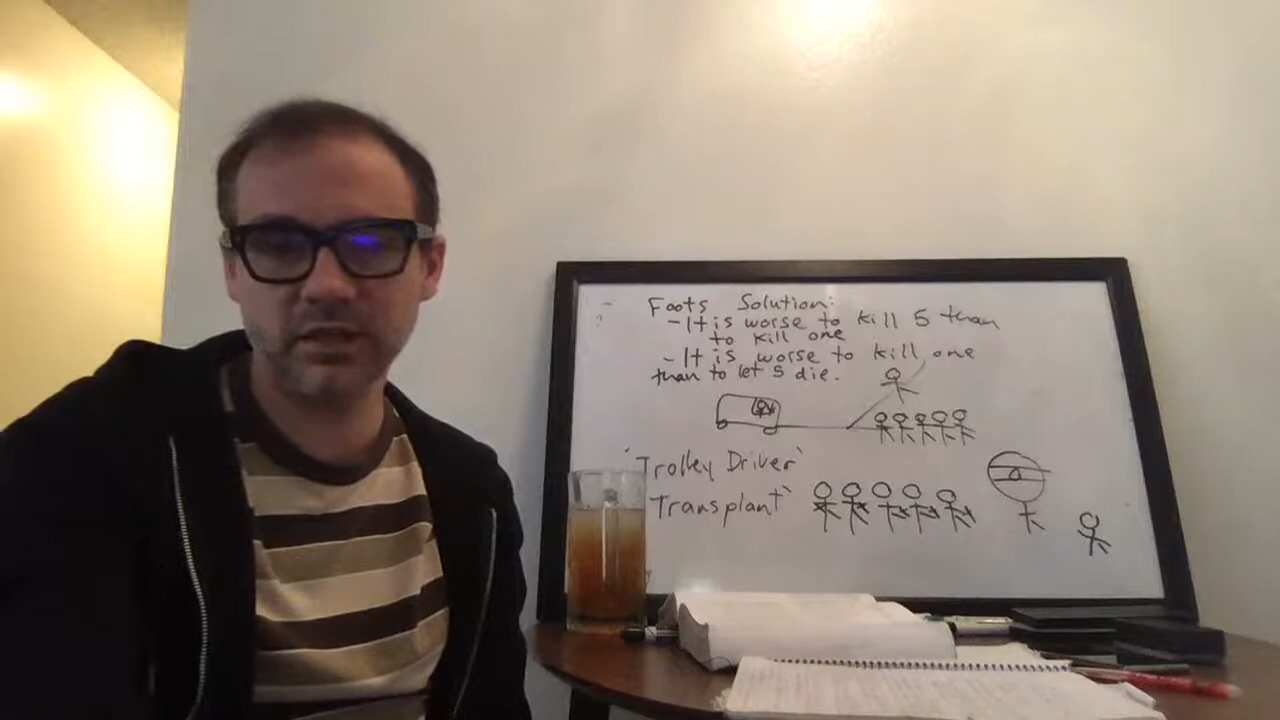 Foots Solution:
- It is worse to kill 5 than
to kill one
- It is worse to kill one
than to let 5 die.
'Trolley Driver'
Transplant'